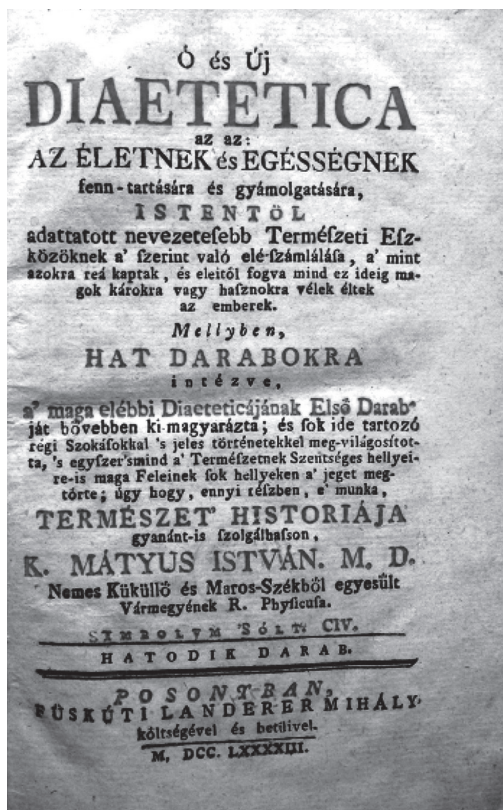 Ó és Új
DIAETETICA
az az:
AZ ÉLETNEK és EGÉSSÉGNEK
fenn-tartására és gyámolgatására,
ISTENTÖL
adattatott nevezetesebb Természeti Esz-
közöknek a' szerint való elé-számlálása, a' mint
azokra reá kaptak, és eleitöl fogva mind ez ideig ma-
gok károkra vagy hasznokra vélek éltek
az emberek.
Mellyben,
HAT DARABOKRA
intézve,
a' maga elébbi Diaeteticájának Első Darab-
ját bővebben ki-magyarázta; és sok ide tartozó
régi Szokásokkal 's jeles történetekkel meg-világosított-
ta, 's egyszer'smind a' Természetnek Szentséges hellyei-
re-is maga Feleinek sok hellyeken a' jeget meg-
törte; úgy hogy, ennyi részben, e' munka,
TERMÉSZET' HISTORIÁJA
gyanánt-is szolgálhasson,
K. MÁTYUS ISTVÁN. M. D.
Nemes Küküllő és Maros-Székből egyesült
Vármegyének R. Physicusa.
SYMBOLVM 'SÓLT: CIV.
HATODIK DARAB.
POSONYBAN,
FÜSKÚTI LANDERER MIHÁLY.
költségével és betűivel.
M, DCC. LXXXXIII.